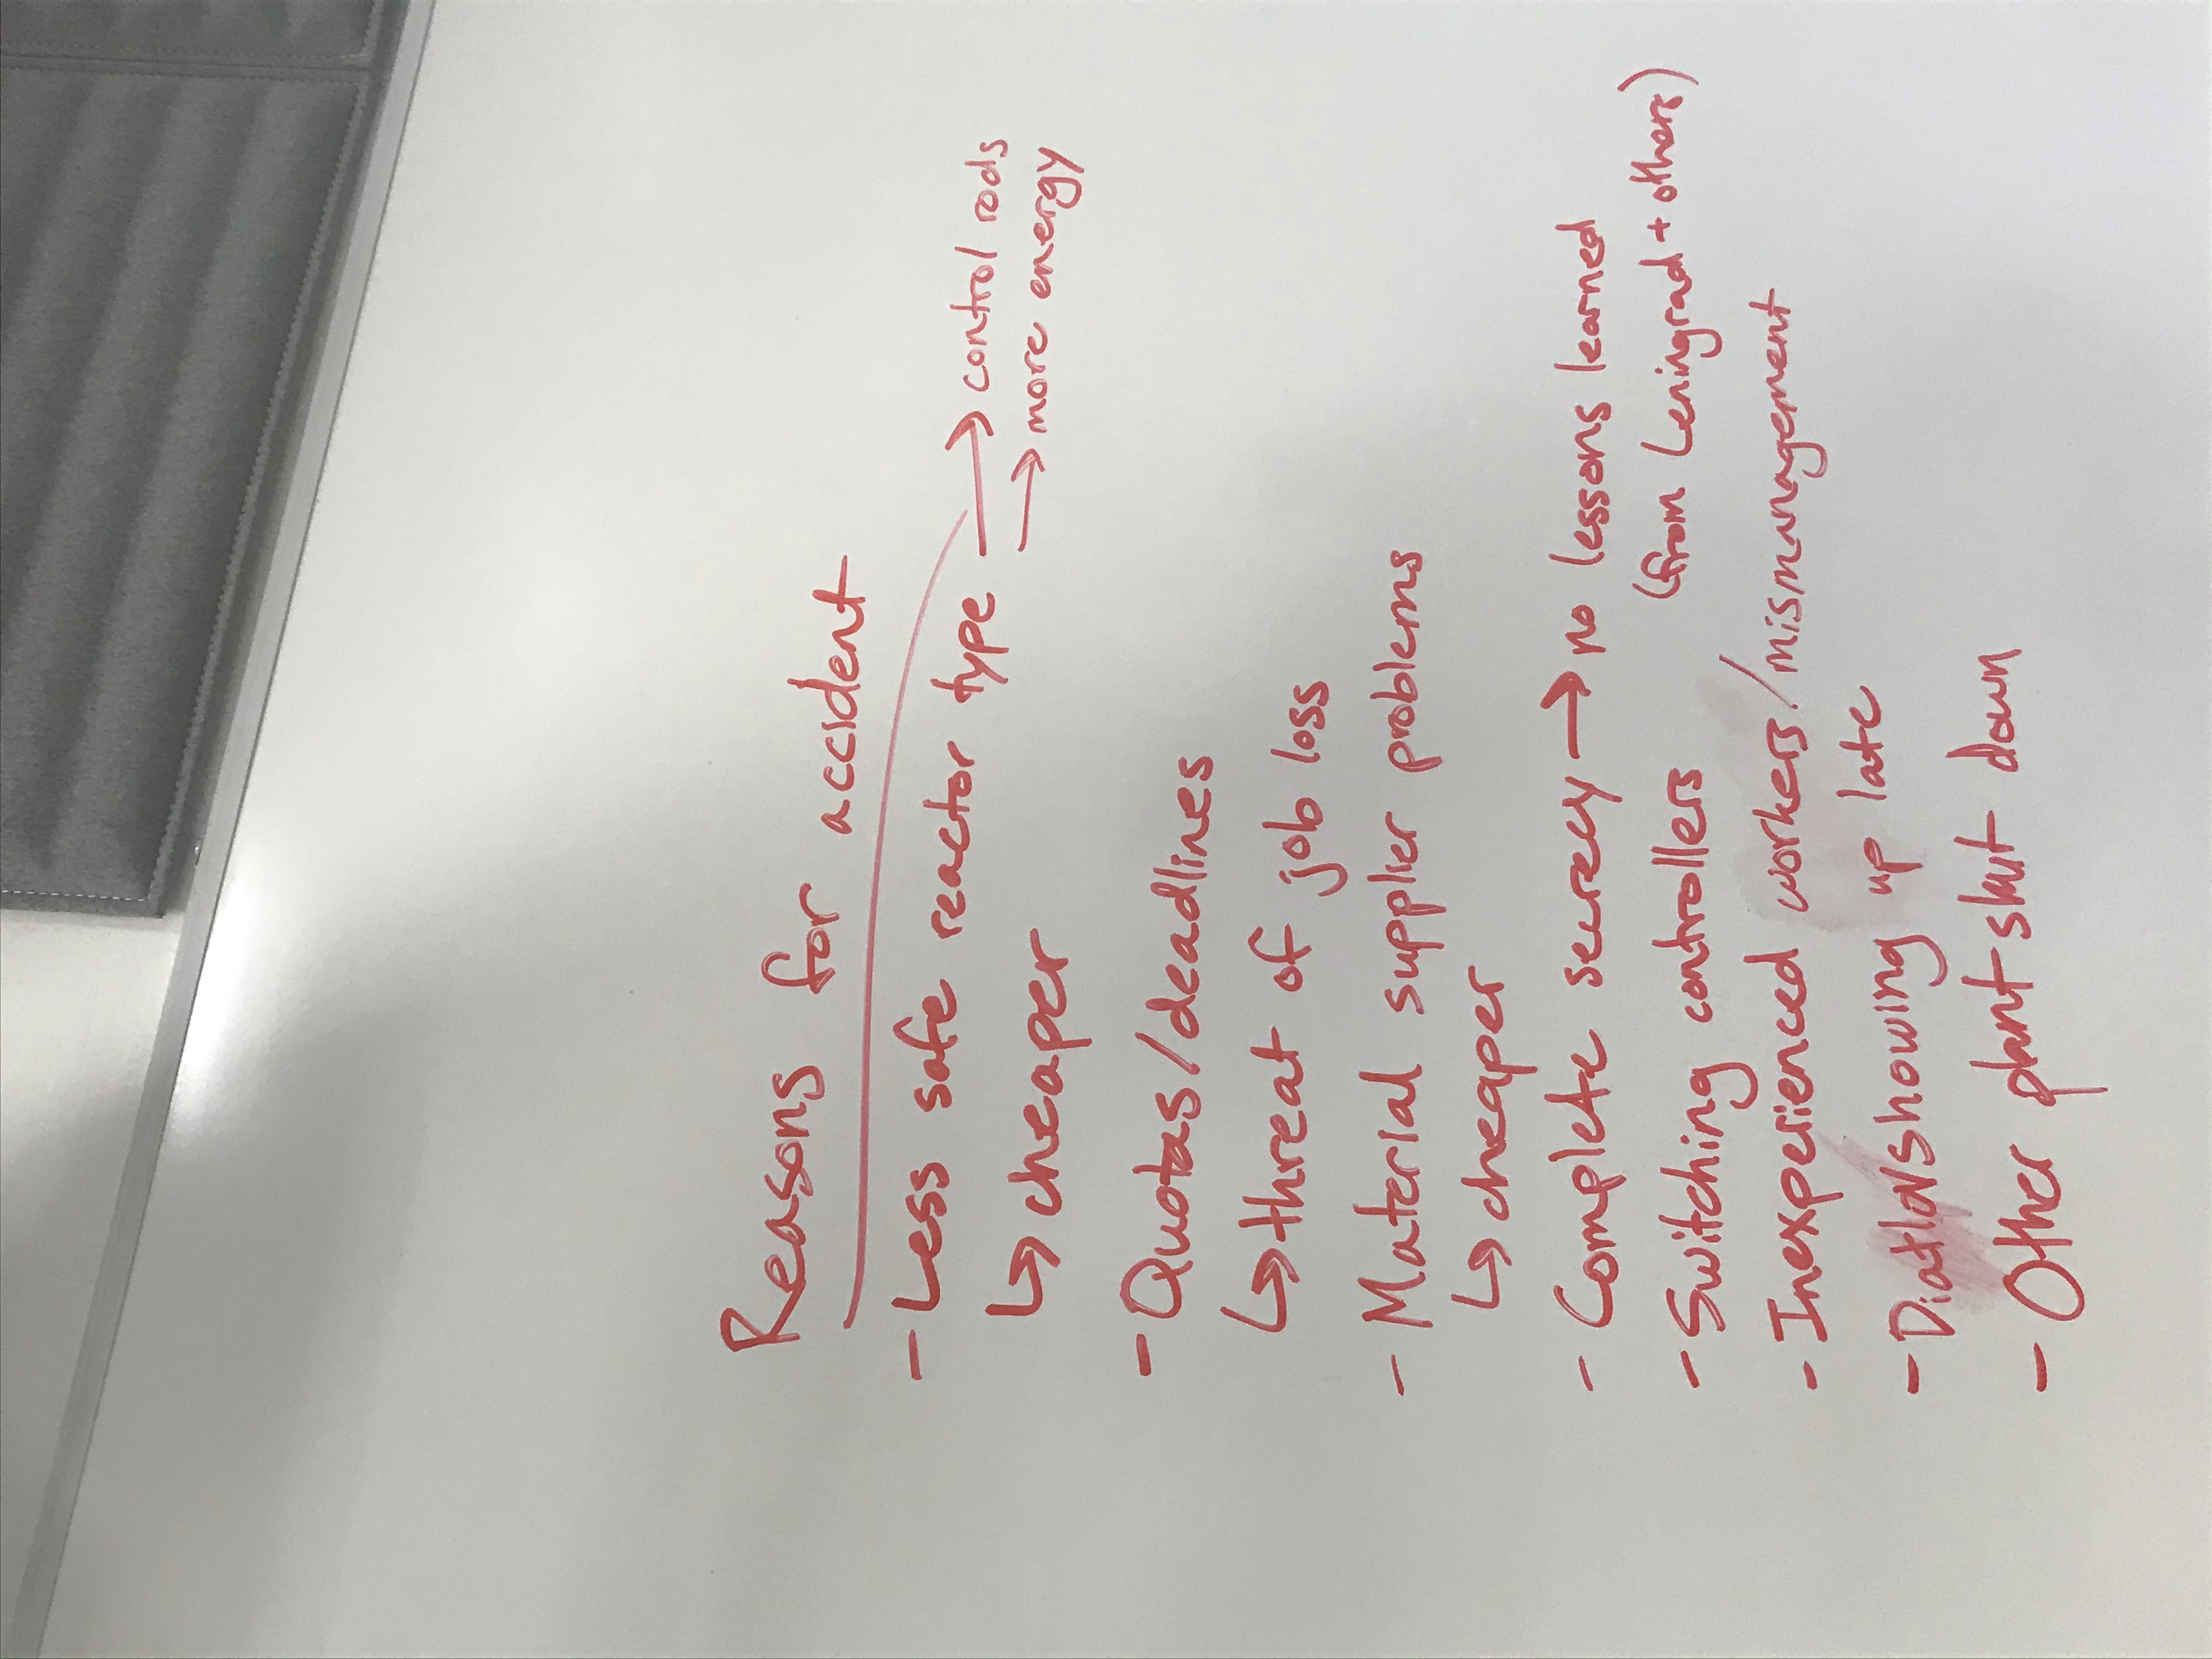 Reasons for accident
- Less safe reactor type → control rods
↳ cheaper → more energy
- Quotas/deadlines
↳ threat of job loss
- Material supplier problems
↳ cheaper
- Complete secrecy → no lessons learned
(from Leningrad + others)
- Switching controllers
- Inexperienced workers/mismanagement
- Diatlov showing up late
- Other plant shut down